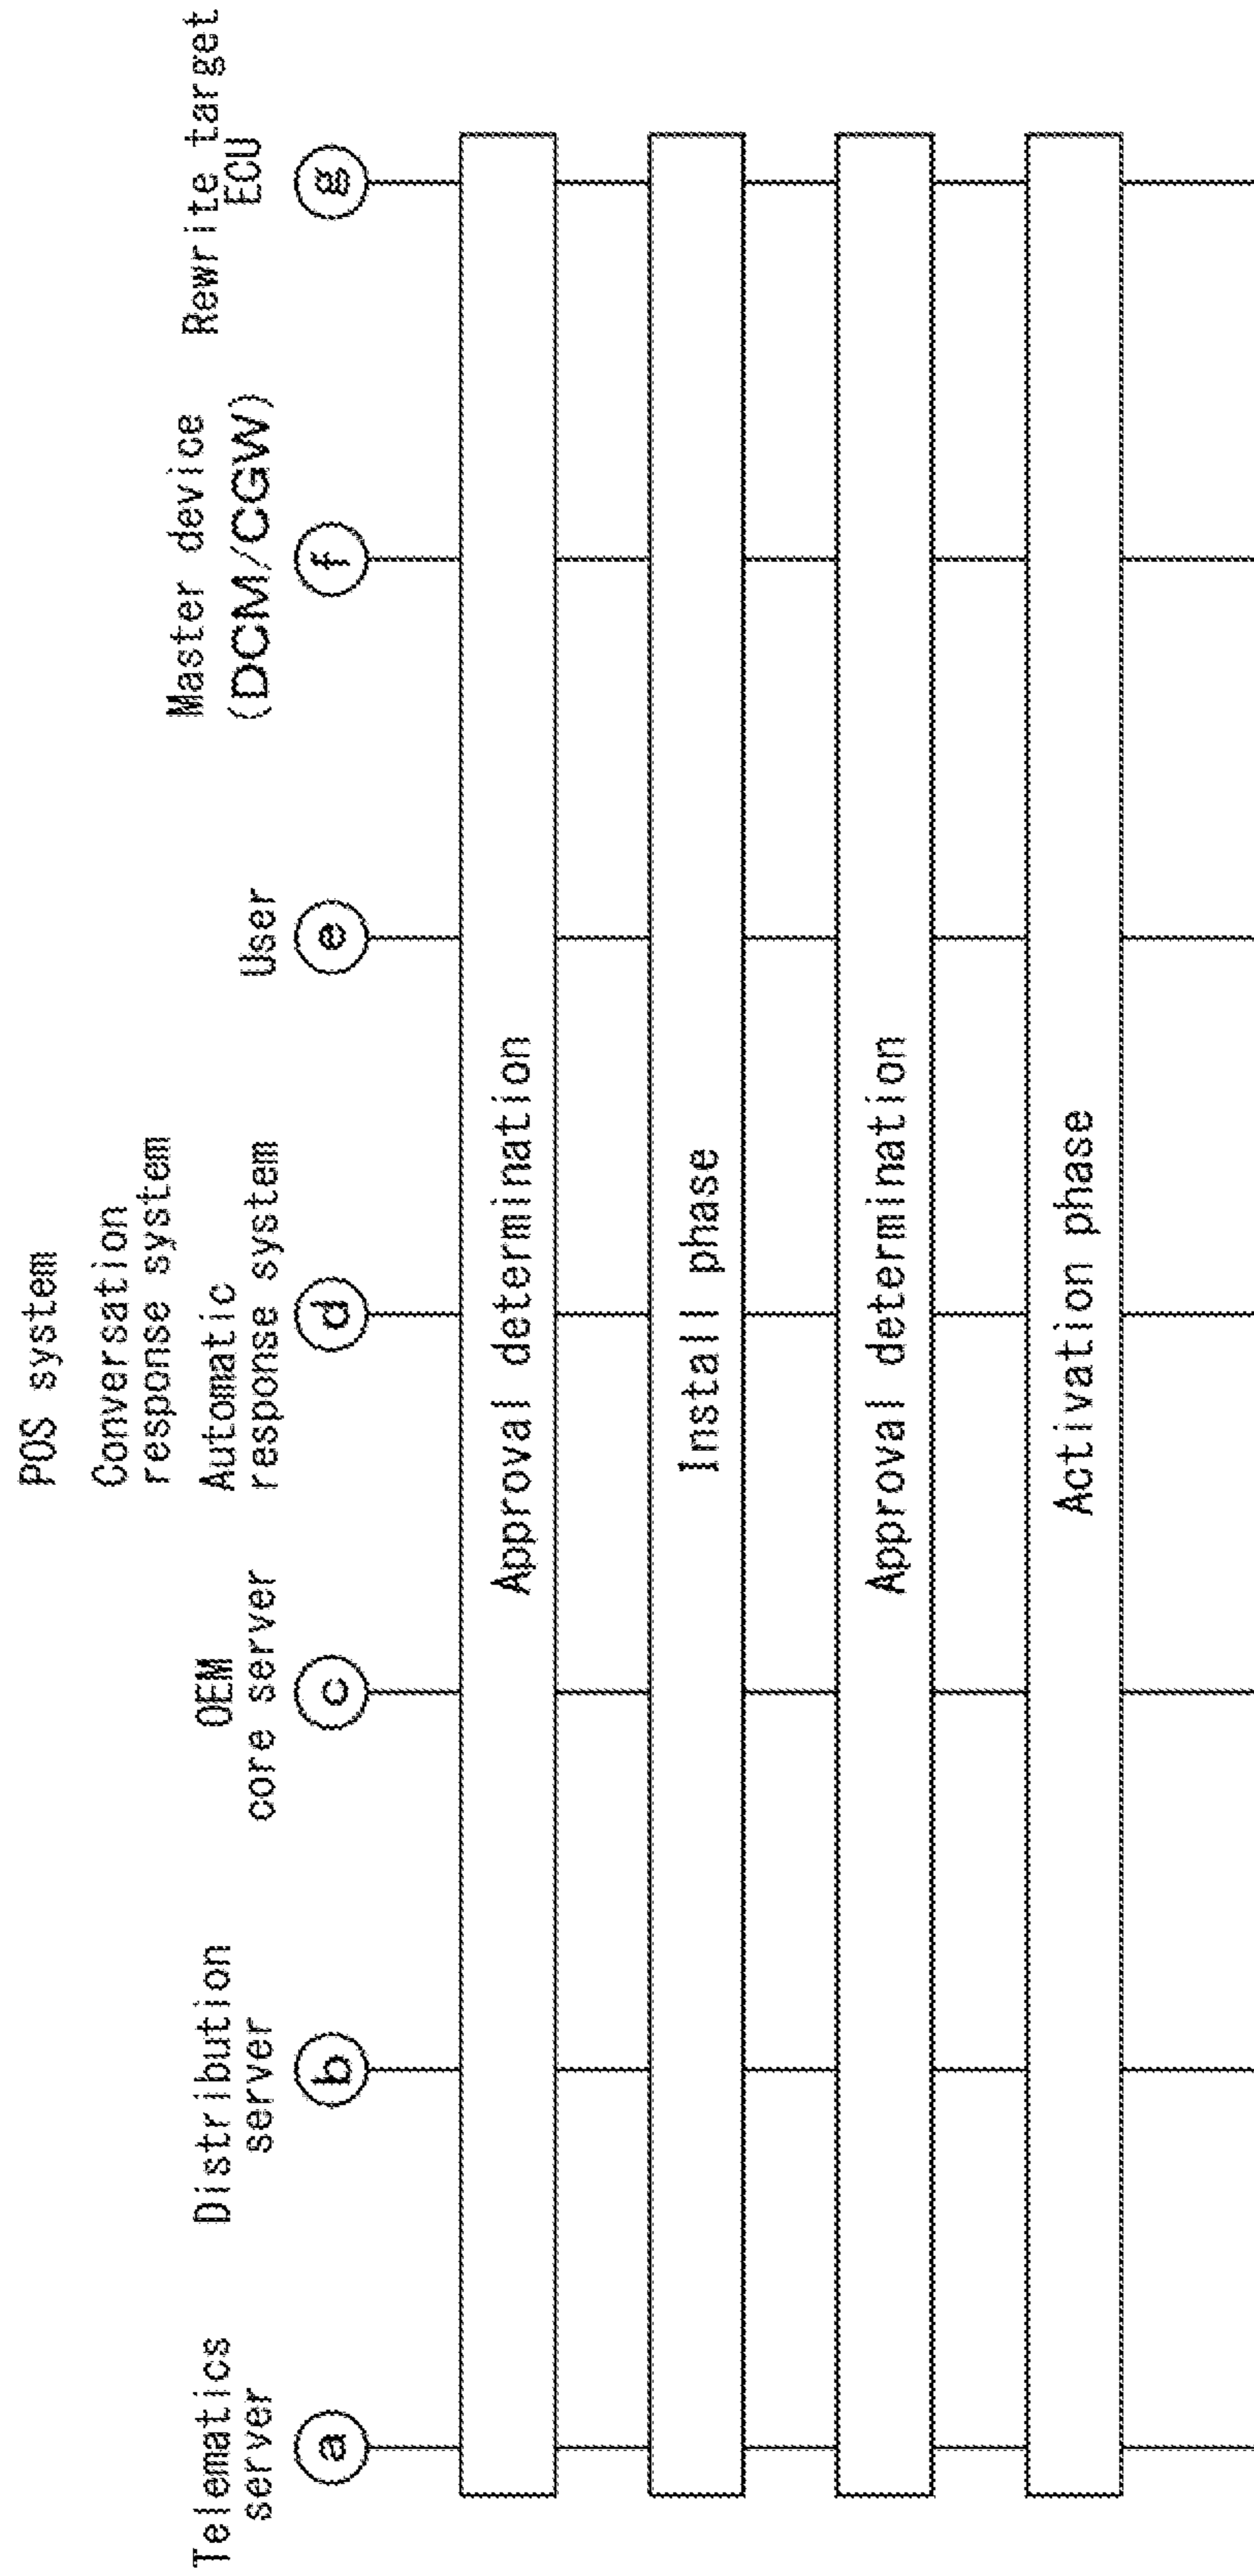 Telematics
server
a
Distribution
server
b
OEM
core server
c
POS system
Conversation
response system
Automatic
response system
d
User
e
Master device
(DCM/CGW)
f
Rewrite target
ECU
g
Approval determination
Install phase
Approval determination
Activation phase